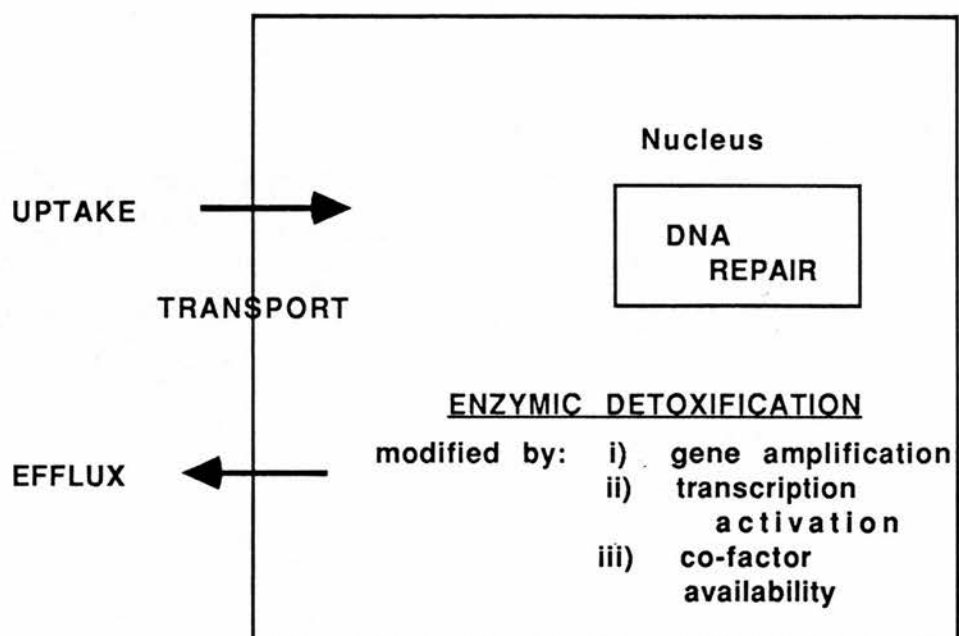 Nucleus
UPTAKE
DNA
REPAIR
TRANSPORT
ENZYMIC DETOXIFICATION
modified by: i) gene amplification
EFFLUX
ii) transcription
activation
iii) co-factor
availability